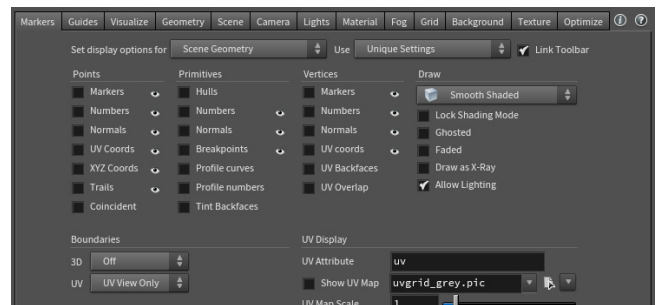 Markers Guides Visualize Geometry Scene Camera Lights Material Fog Grid Background Texture Optimize
Set display options for Scene Geometry Use Unique Settings Link Toolbar
Points Primitives Vertices Draw
Markers Hulls Markers Smooth Shaded
Numbers Numbers Numbers Lock Shading Mode
Normals Normals Normals Ghosted
UV Coords Breakpoints UV coords Faded
XYZ Coords Profile curves UV Backfaces Draw as X-Ray
Trails Profile numbers UV Overlap Allow Lighting
Coincident Tint Backfaces
Boundaries UV Display
3D Off UV Attribute uv
UV UV View Only Show UV Map uvgrid_grey.pic
UV Map Scale 1